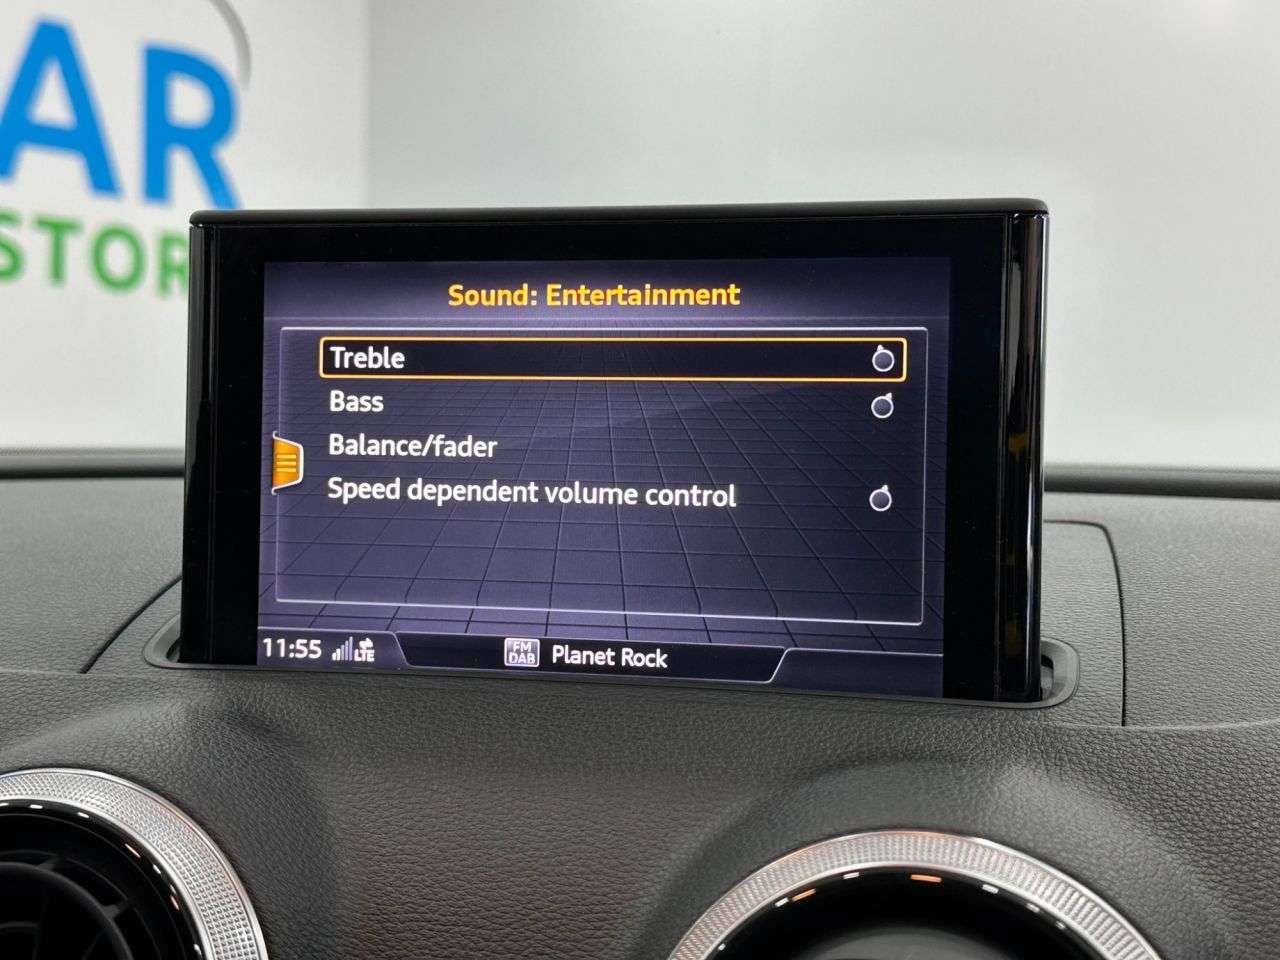 AR
STOR
Sound: Entertainment
Treble
Bass
Balance/fader
Speed dependent volume control
11:55 LTE FM DAB Planet Rock